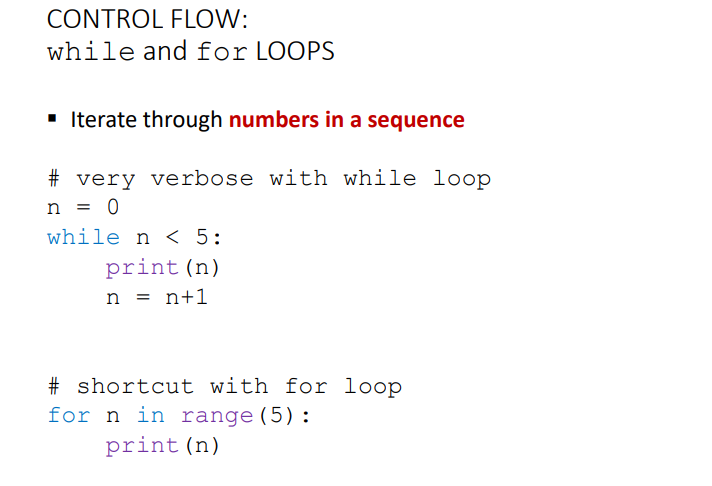 CONTROL FLOW:
while and for LOOPS
▪ Iterate through numbers in a sequence
# very verbose with while loop
n = 0
while n < 5:
    print(n)
    n = n+1
# shortcut with for loop
for n in range(5):
    print(n)